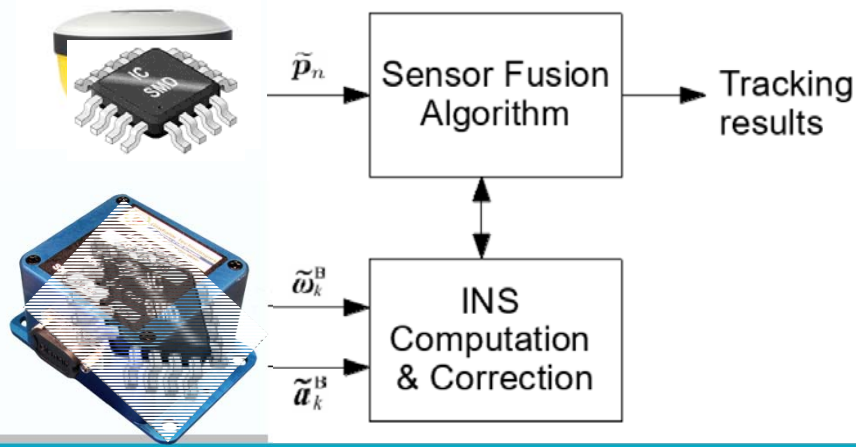 IC
SMD
p̃ₙ
Sensor Fusion
Algorithm
Tracking
results
ω̃ₖᴮ
ãₖᴮ
INS
Computation
& Correction